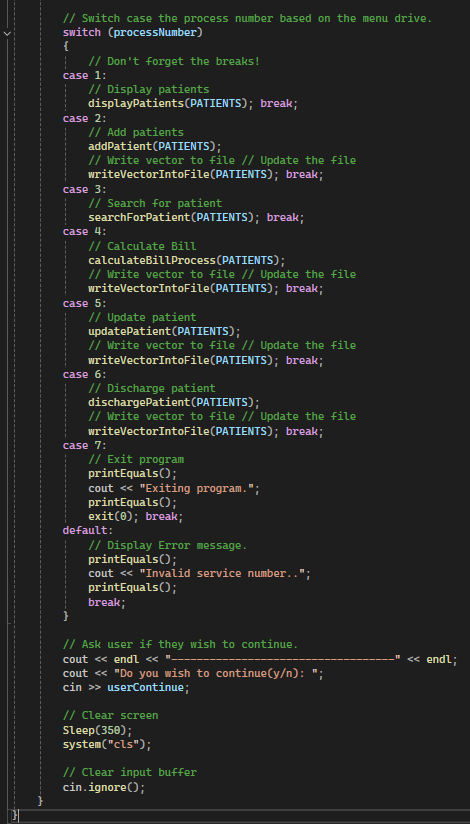 // Switch case the process number based on the menu drive.
switch (processNumber)
{
// Don't forget the breaks!
case 1:
// Display patients
displayPatients(PATIENTS); break;
case 2:
// Add patients
addPatient(PATIENTS);
// Write vector to file // Update the file
writeVectorIntoFile(PATIENTS); break;
case 3:
// Search for patient
searchForPatient(PATIENTS); break;
case 4:
// Calculate Bill
calculateBillProcess(PATIENTS);
// Write vector to file // Update the file
writeVectorIntoFile(PATIENTS); break;
case 5:
// Update patient
updatePatient(PATIENTS);
// Write vector to file // Update the file
writeVectorIntoFile(PATIENTS); break;
case 6:
// Discharge patient
dischargePatient(PATIENTS);
// Write vector to file // Update the file
writeVectorIntoFile(PATIENTS); break;
case 7:
// Exit program
printEquals();
cout << "Exiting program.";
printEquals();
exit(0); break;
default:
// Display Error message.
printEquals();
cout << "Invalid service number..";
printEquals();
break;
}
// Ask user if they wish to continue.
cout << endl << "-----------------------------------" << endl;
cout << "Do you wish to continue(y/n): ";
cin >> userContinue;
// Clear screen
Sleep(350);
system("cls");
// Clear input buffer
cin.ignore();
}
}